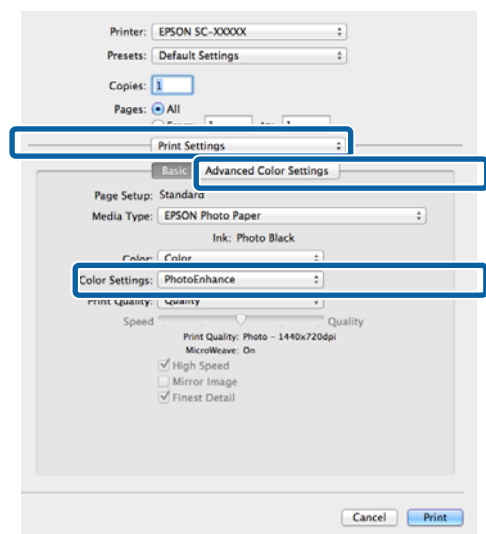 Printer: EPSON SC-XXXXX
Presets: Default Settings
Copies: 1
Pages: All
Print Settings
Basic Advanced Color Settings
Page Setup: Standard
Media Type: EPSON Photo Paper
Ink: Photo Black
Color: Color
Color Settings: PhotoEnhance
Print Quality: Quality
Speed Quality
Print Quality: Photo - 1440x720dpi
MicroWeave: On
High Speed
Mirror Image
Finest Detail
Cancel Print